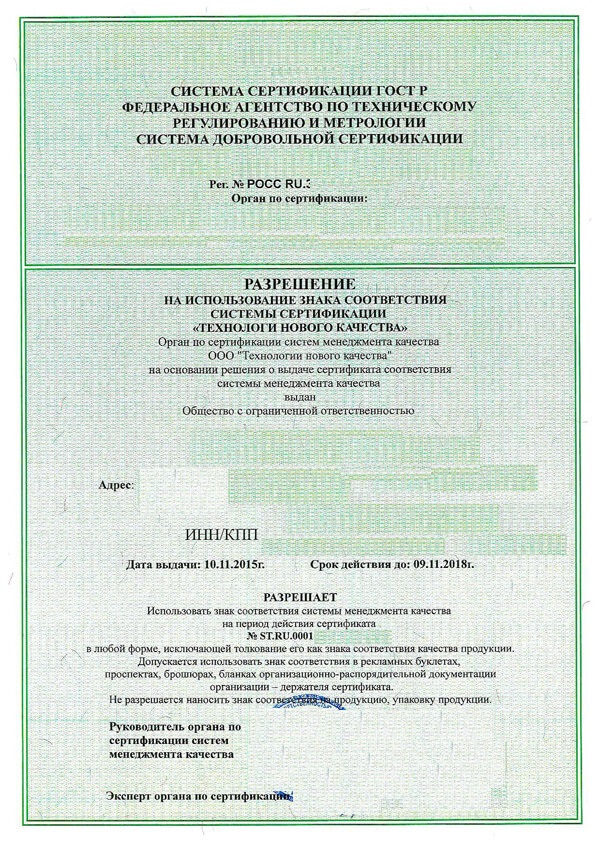 СИСТЕМА СЕРТИФИКАЦИИ ГОСТ Р
ФЕДЕРАЛЬНОЕ АГЕНТСТВО ПО ТЕХНИЧЕСКОМУ
РЕГУЛИРОВАНИЮ И МЕТРОЛОГИИ
СИСТЕМА ДОБРОВОЛЬНОЙ СЕРТИФИКАЦИИ
Рег. № РОСС RU.
Орган по сертификации:
РАЗРЕШЕНИЕ
НА ИСПОЛЬЗОВАНИЕ ЗНАКА СООТВЕТСТВИЯ
СИСТЕМЫ СЕРТИФИКАЦИИ
«ТЕХНОЛОГИ НОВОГО КАЧЕСТВА»
Орган по сертификации систем менеджмента качества
ООО "Технологии нового качества"
на основании решения о выдаче сертификата соответствия
системы менеджмента качества
выдан
Общество с ограниченной ответственностью
Адрес:
ИНН/КПП
Дата выдачи: 10.11.2015г. Срок действия до: 09.11.2018г.
РАЗРЕШАЕТ
Использовать знак соответствия системы менеджмента качества
на период действия сертификата
№ ST.RU.0001
в любой форме, исключающей толкование его как знака соответствия качества продукции.
Допускается использовать знак соответствия в рекламных буклетах,
проспектах, брошюрах, бланках организационно-распорядительной документации
организации – держателя сертификата.
Не разрешается наносить знак соответствия на продукцию, упаковку продукции.
Руководитель органа по
сертификации систем
менеджмента качества
Эксперт органа по сертификации